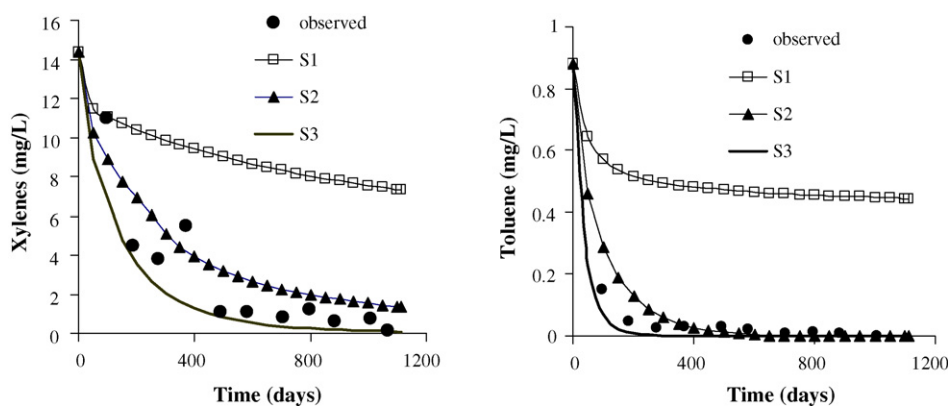 16
14
12
10
8
6
4
2
0
Xylenes (mg/L)
0
400
800
1200
Time (days)
observed
S1
S2
S3
1
0.8
0.6
0.4
0.2
0
Toluene (mg/L)
0
400
800
1200
Time (days)
observed
S1
S2
S3